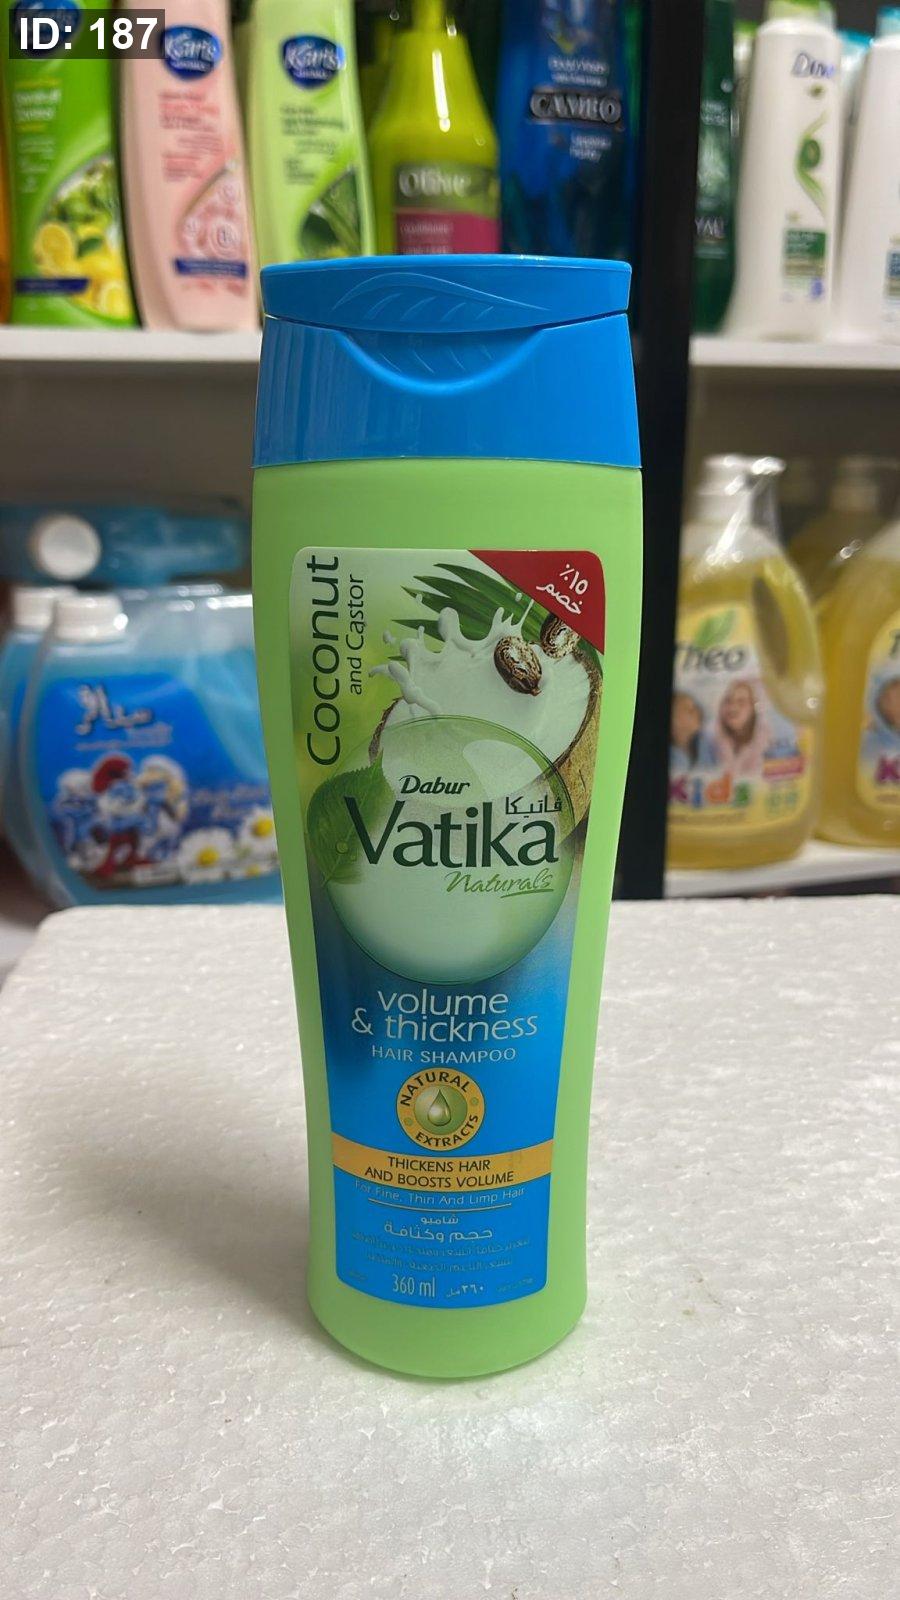 ID: 187
Coconut
and Castor
١٥٪
خصم
Dabur
ڤاتيكا
Vatika
Naturals
volume
& thickness
HAIR SHAMPOO
NATURAL
EXTRACTS
THICKENS HAIR
AND BOOSTS VOLUME
For Fine, Thin And Limp Hair
شامبو
حجم وكثافة
360 ml ٣٦٠ مل
CAMEO
Olive
Dove
Theo
Kids